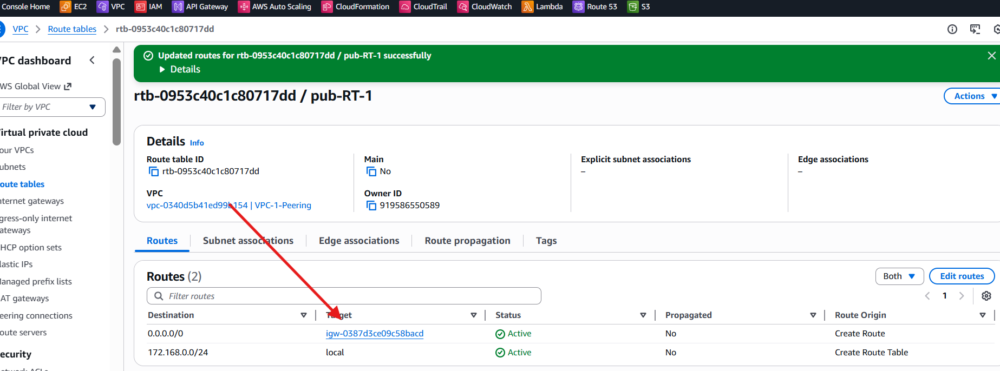 Console Home EC2 VPC IAM API Gateway AWS Auto Scaling CloudFormation CloudTrail CloudWatch Lambda Route 53 S3
VPC > Route tables > rtb-0953c40c1c80717dd
PC dashboard
WS Global View
Filter by VPC
irtual private cloud
our VPCs
ubnets
oute tables
nternet gateways
gress-only internet
ateways
HCP option sets
lastic IPs
anaged prefix lists
AT gateways
eering connections
oute servers
ecurity
Updated routes for rtb-0953c40c1c80717dd / pub-RT-1 successfully
Details
rtb-0953c40c1c80717dd / pub-RT-1
Actions
Details Info
Route table ID
rtb-0953c40c1c80717dd
Main
No
Explicit subnet associations
–
Edge associations
–
VPC
vpc-0340d5b41ed99b154 | VPC-1-Peering
Owner ID
919586550589
Routes Subnet associations Edge associations Route propagation Tags
Routes (2)
Both
Edit routes
Filter routes
1
Destination Target Status Propagated Route Origin
0.0.0.0/0 igw-0387d3ce09c58bacd Active No Create Route
172.168.0.0/24 local Active No Create Route Table